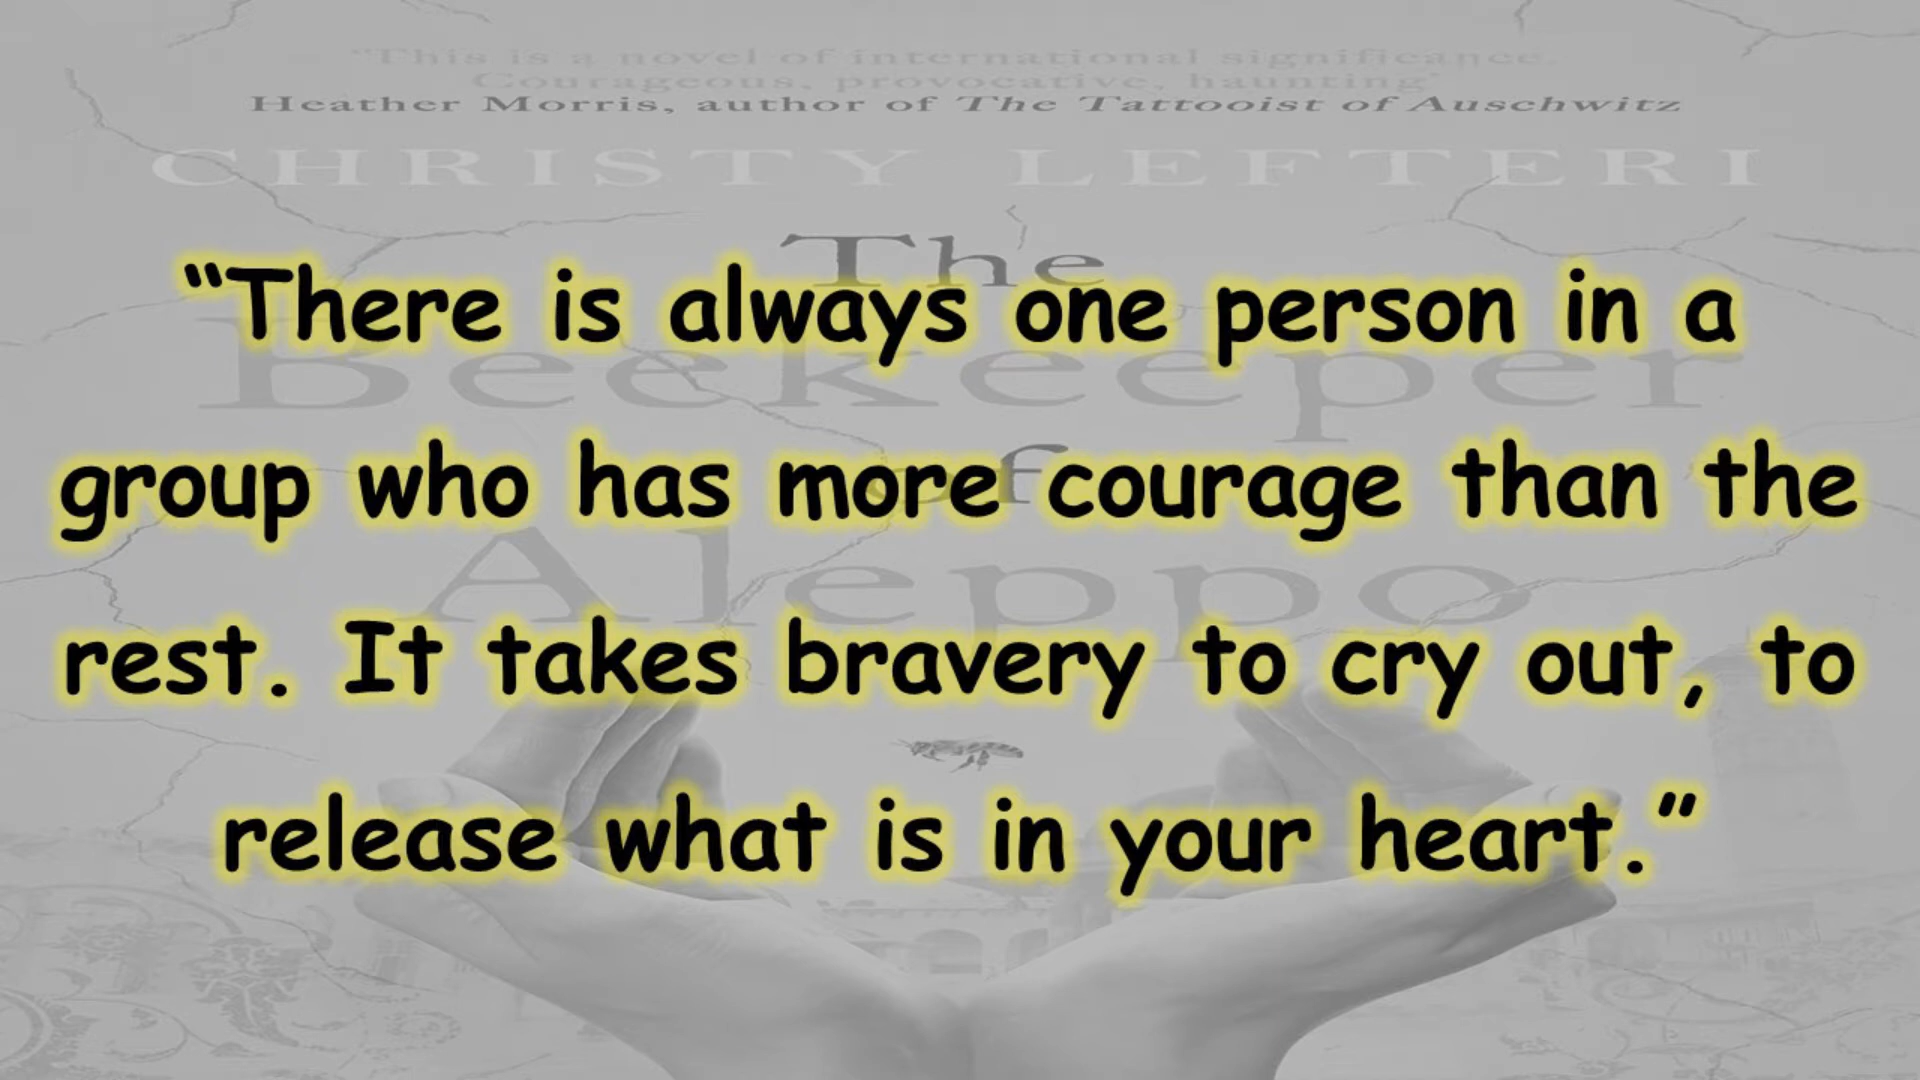 "This is a novel of international significance.
Courageous, provocative, haunting"
Heather Morris, author of The Tattooist of Auschwitz
CHRISTY LEFTERI
The
“There is always one person in a
Beekeeper
group who has more courage than the
of
Aleppo
rest. It takes bravery to cry out, to
release what is in your heart.”